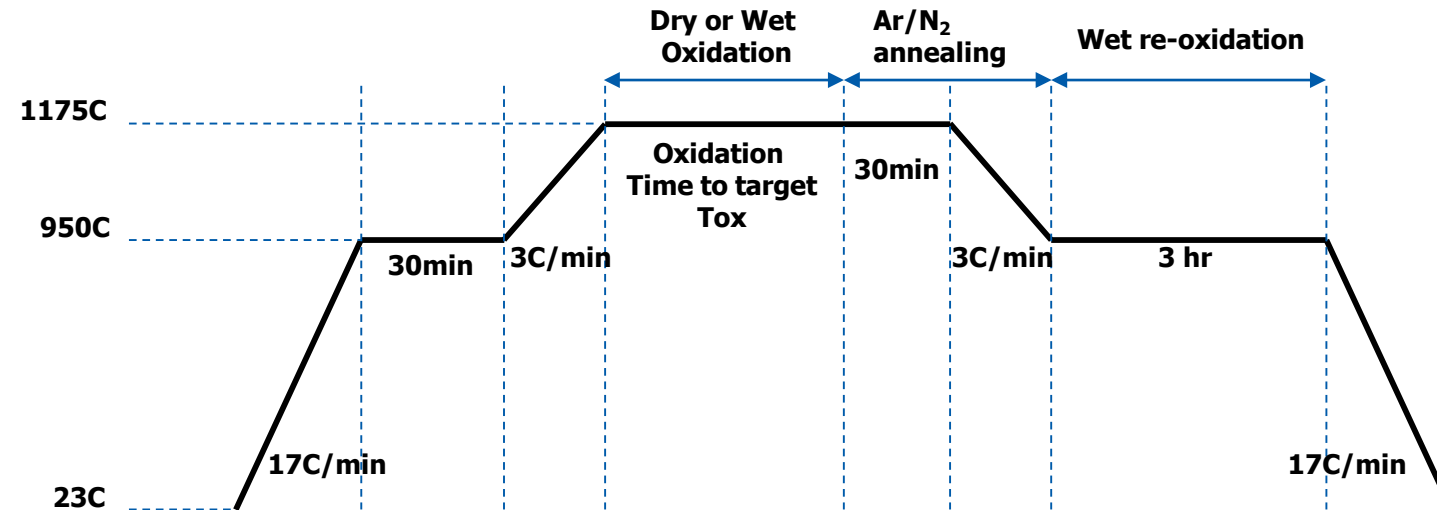 Dry or Wet
Oxidation
Ar/N₂
annealing
Wet re-oxidation
1175C
Oxidation
Time to target
Tox
30min
950C
30min
3C/min
3C/min
3 hr
17C/min
17C/min
23C